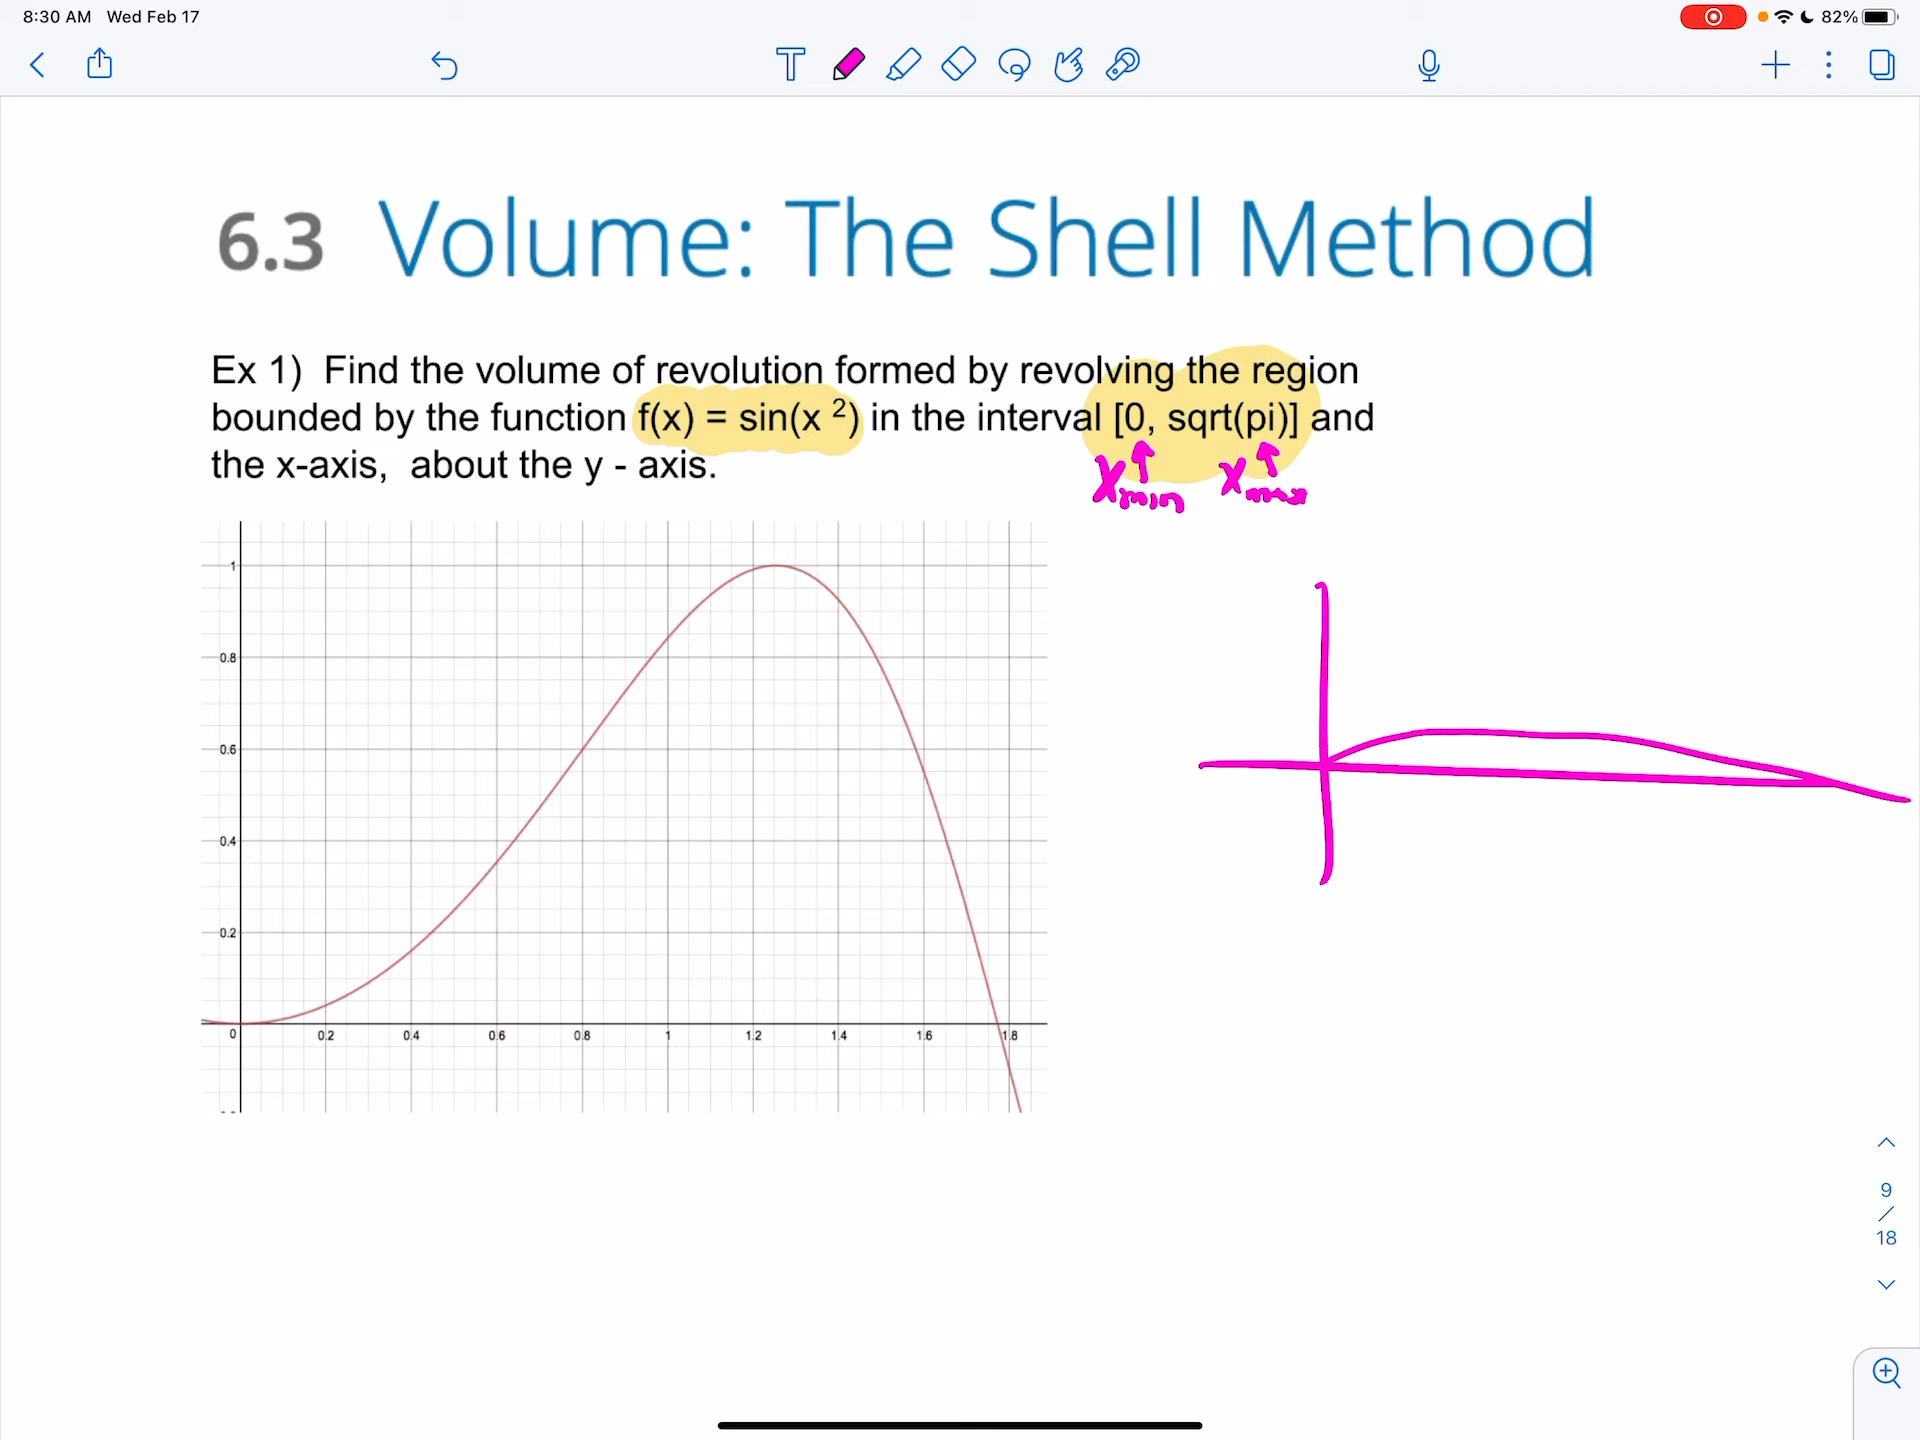 8:30 AM Wed Feb 17
82%
6.3 Volume: The Shell Method
Ex 1) Find the volume of revolution formed by revolving the region
bounded by the function f(x) = sin(x ²) in the interval [0, sqrt(pi)] and
the x-axis, about the y - axis.
Xmin Xmax
1
0.8
0.6
0.4
0.2
0 0.2 0.4 0.6 0.8 1 1.2 1.4 1.6 1.8
9
/
18